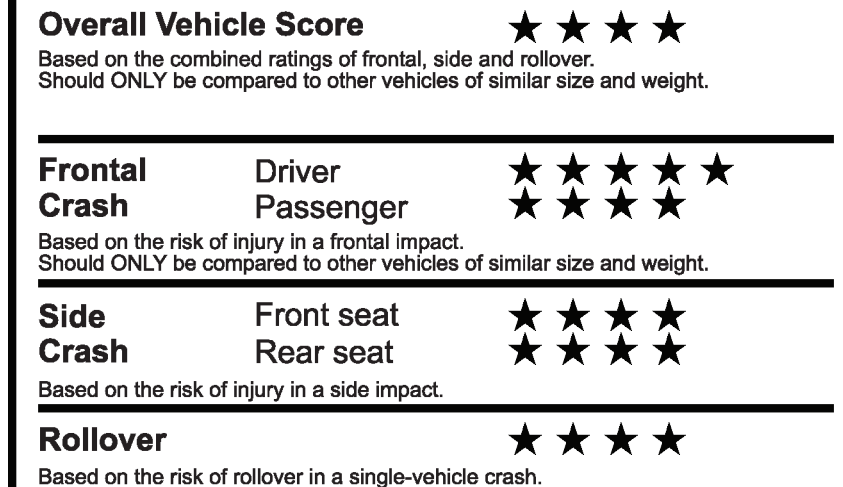 Overall Vehicle Score ★ ★ ★ ★
Based on the combined ratings of frontal, side and rollover.
Should ONLY be compared to other vehicles of similar size and weight.
Frontal Driver ★ ★ ★ ★ ★
Crash Passenger ★ ★ ★ ★
Based on the risk of injury in a frontal impact.
Should ONLY be compared to other vehicles of similar size and weight.
Side Front seat ★ ★ ★ ★
Crash Rear seat ★ ★ ★ ★
Based on the risk of injury in a side impact.
Rollover ★ ★ ★ ★
Based on the risk of rollover in a single-vehicle crash.